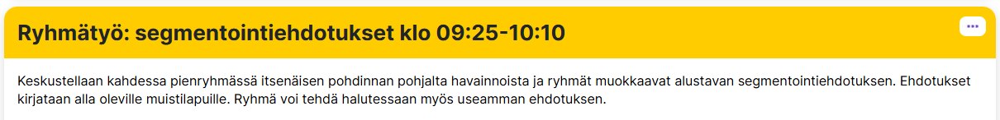 Ryhmätyö: segmentointiehdotukset klo 09:25-10:10
Keskustellaan kahdessa pienryhmässä itsenäisen pohdinnan pohjalta havainnoista ja ryhmät muokkaavat alustavan segmentointiehdotuksen. Ehdotukset
kirjataan alla oleville muistilapuille. Ryhmä voi tehdä halutessaan myös useamman ehdotuksen.